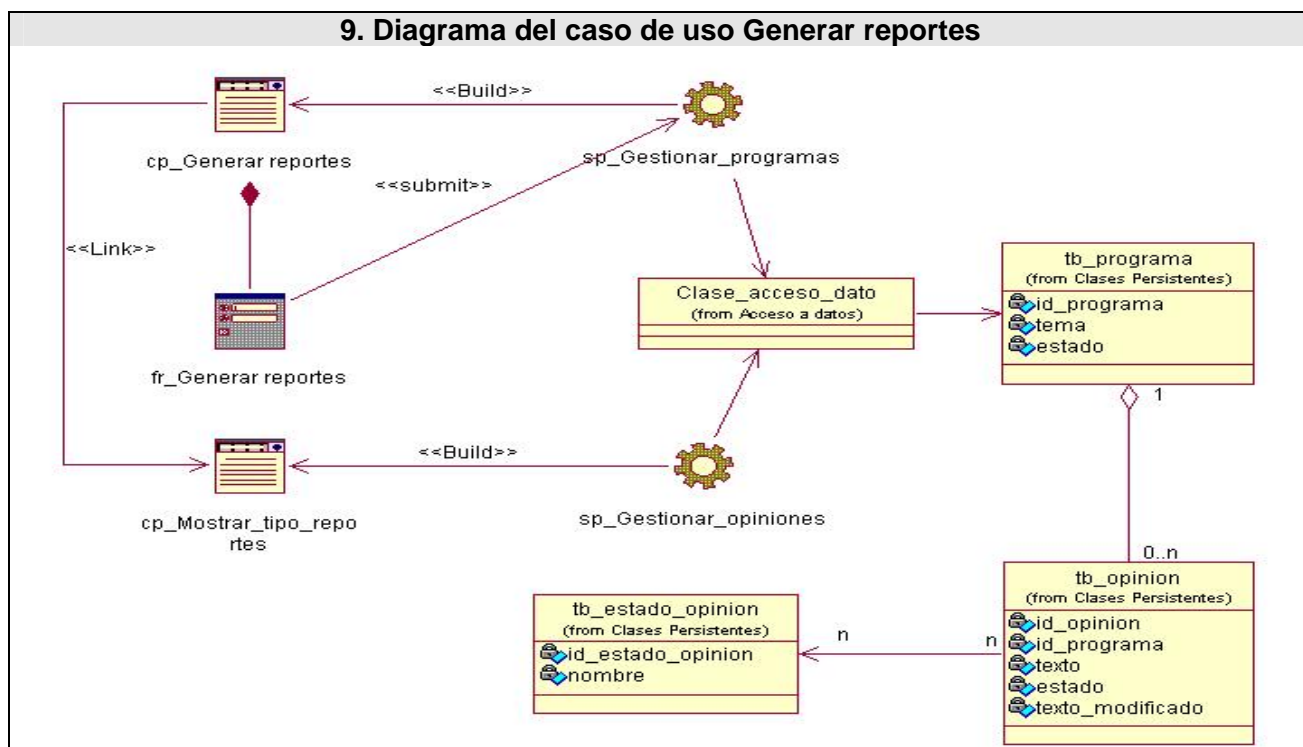 9. Diagrama del caso de uso Generar reportes
<<Build>>
cp_Generar reportes
sp_Gestionar_programas
<<submit>>
<<Link>>
fr_Generar reportes
Clase_acceso_dato
(from Acceso a datos)
tb_programa
(from Clases Persistentes)
id_programa
tema
estado
1
<<Build>>
cp_Mostrar_tipo_repo
rtes
sp_Gestionar_opiniones
0..n
tb_opinion
(from Clases Persistentes)
id_opinion
id_programa
texto
estado
texto_modificado
n
n
tb_estado_opinion
(from Clases Persistentes)
id_estado_opinion
nombre